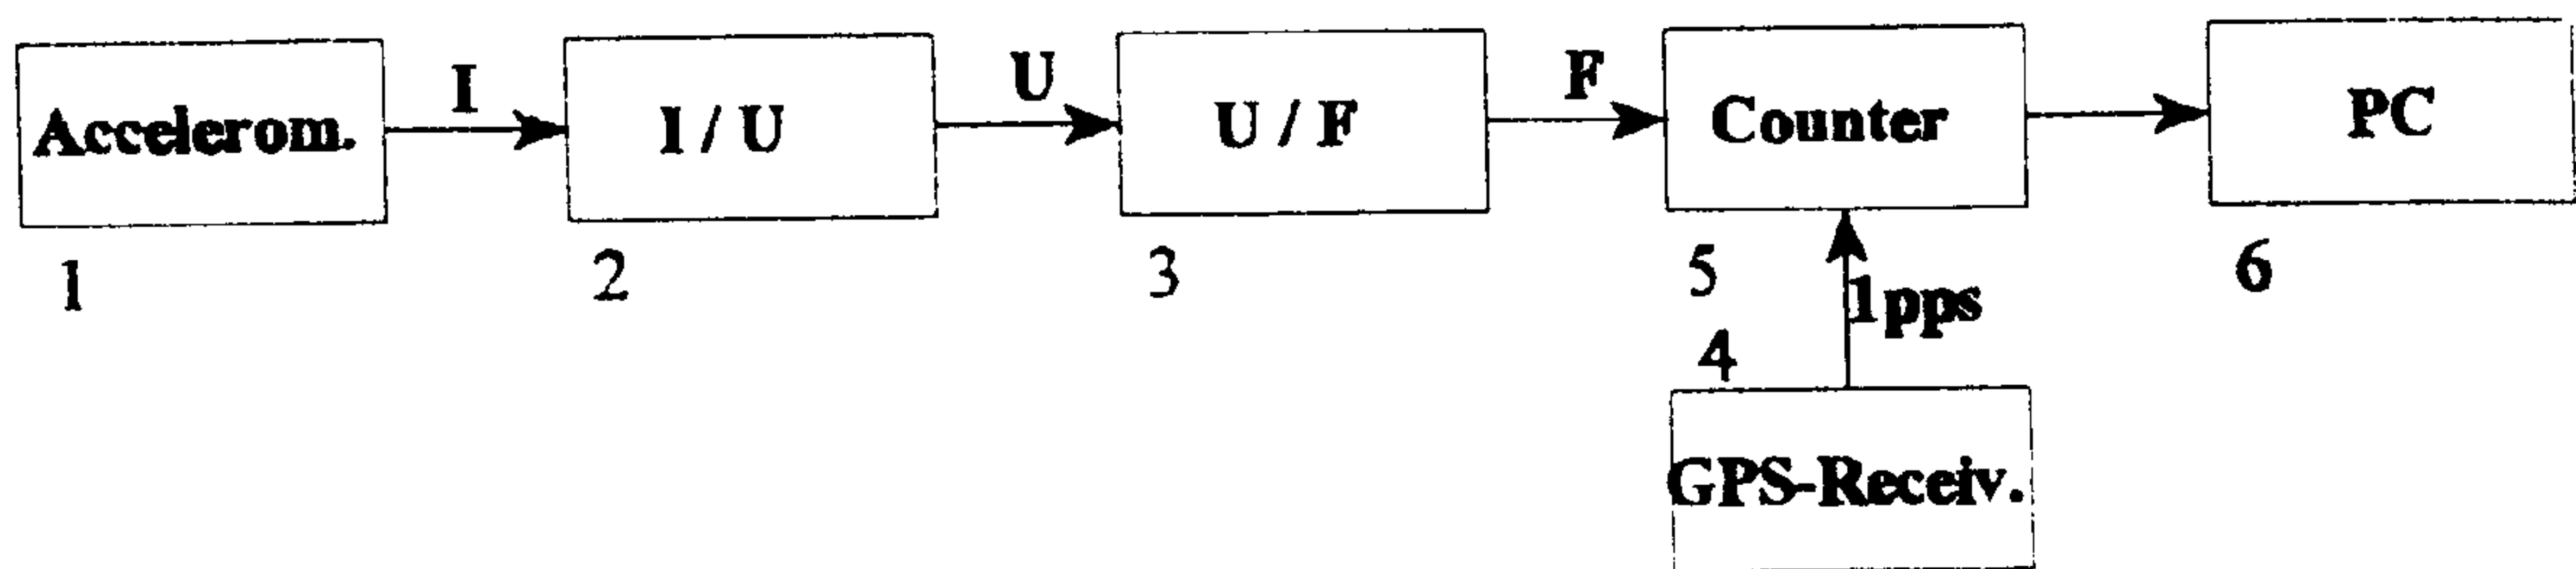 I
U
F
Accelerom.
I / U
U / F
Counter
PC
1
2
3
5
6
1pps
4
GPS-Receiv.